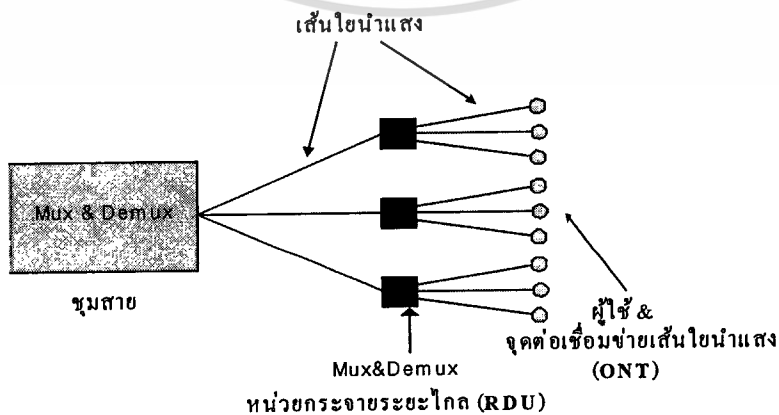 เส้นใยนำแสง
Mux & Demux
ชุมสาย
ผู้ใช้ &
จุดต่อเชื่อมข่ายเส้นใยนำแสง
(ONT)
Mux&Demux
หน่วยกระจายระยะไกล (RDU)